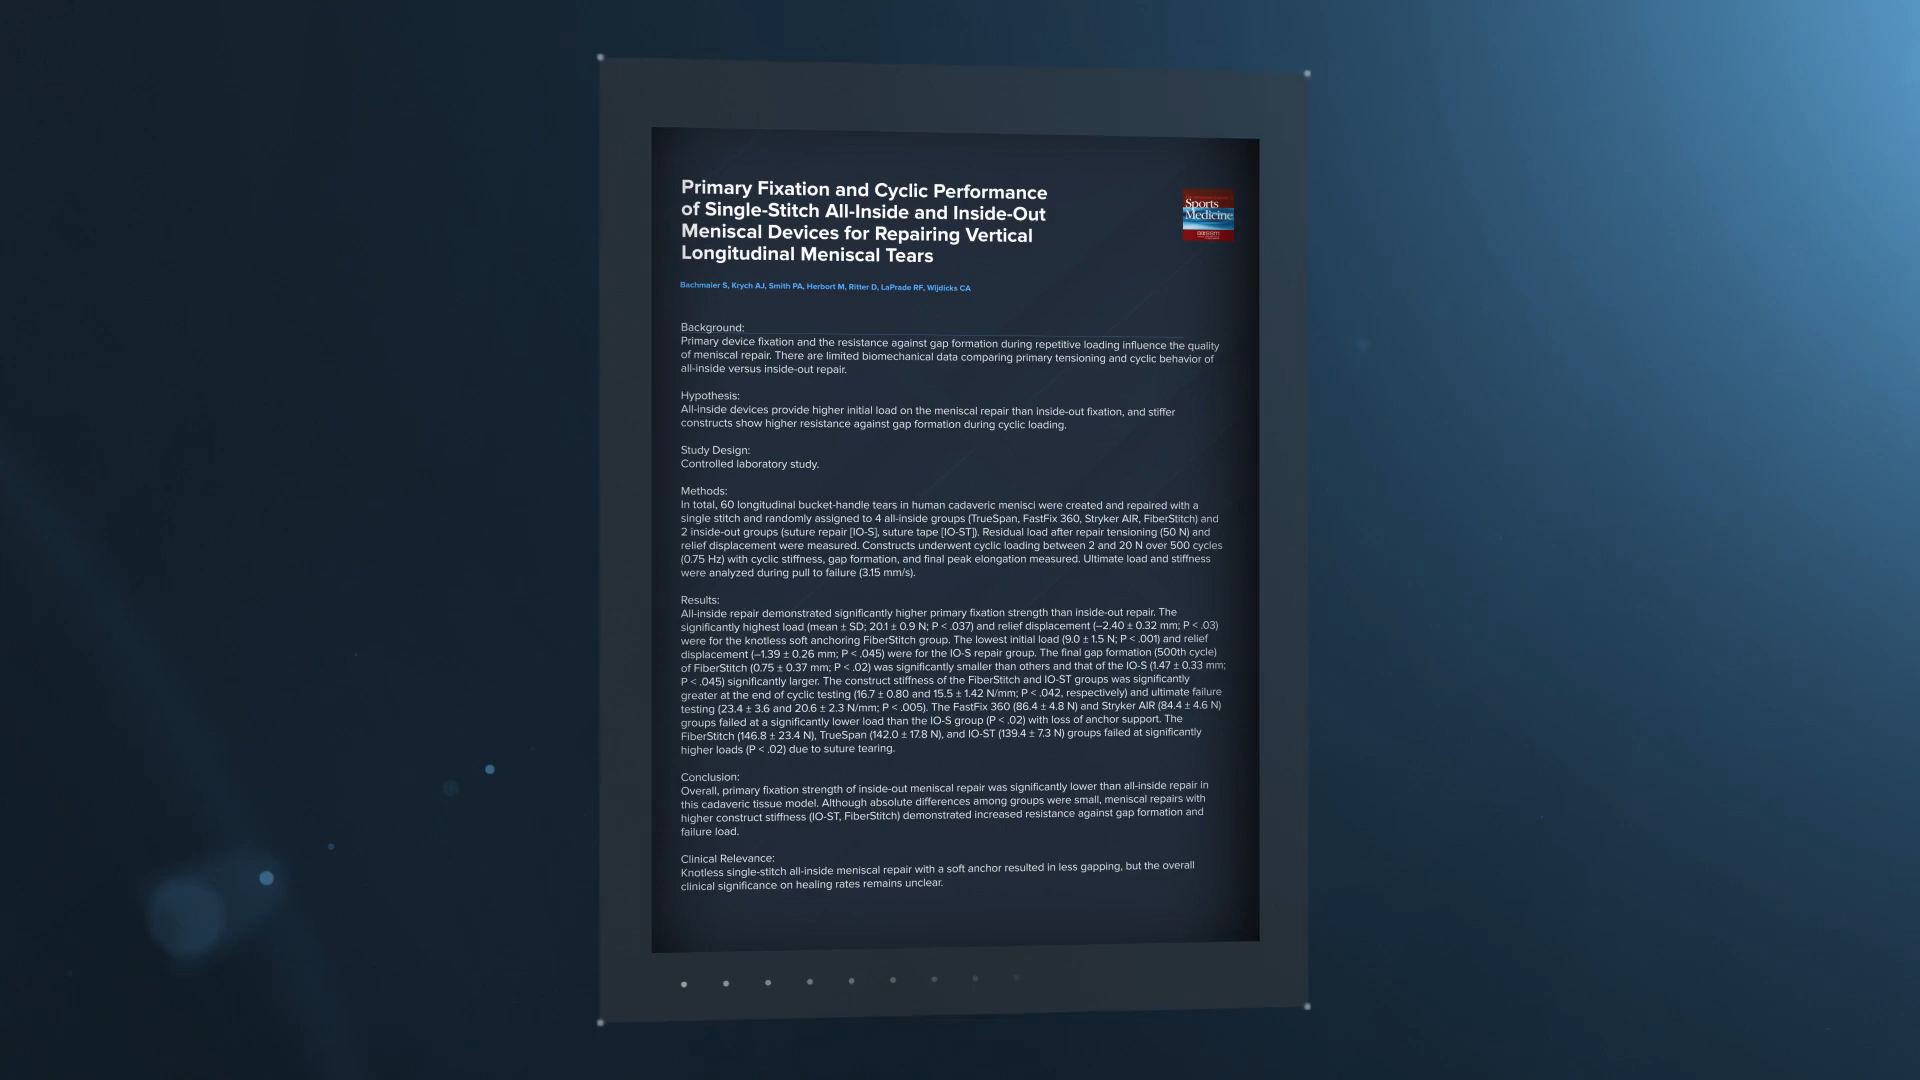 Primary Fixation and Cyclic Performance
of Single-Stitch All-Inside and Inside-Out
Meniscal Devices for Repairing Vertical
Longitudinal Meniscal Tears
Sports
Medicine
Bachmaier S, Krych AJ, Smith PA, Herbort M, Ritter D, LaPrade RF, Wijdicks CA
Background:
Primary device fixation and the resistance against gap formation during repetitive loading influence the quality
of meniscal repair. There are limited biomechanical data comparing primary tensioning and cyclic behavior of
all-inside versus inside-out repair.
Hypothesis:
All-inside devices provide higher initial load on the meniscal repair than inside-out fixation, and stiffer
constructs show higher resistance against gap formation during cyclic loading.
Study Design:
Controlled laboratory study.
Methods:
In total, 60 longitudinal bucket-handle tears in human cadaveric menisci were created and repaired with a
single stitch and randomly assigned to 4 all-inside groups (TrueSpan, FastFix 360, Stryker AIR, FiberStitch) and
2 inside-out groups (suture repair [IO-S], suture tape [IO-ST]). Residual load after repair tensioning (50 N) and
relief displacement were measured. Constructs underwent cyclic loading between 2 and 20 N over 500 cycles
(0.75 Hz) with cyclic stiffness, gap formation, and final peak elongation measured. Ultimate load and stiffness
were analyzed during pull to failure (3.15 mm/s).
Results:
All-inside repair demonstrated significantly higher primary fixation strength than inside-out repair. The
significantly highest load (mean ± SD; 20.1 ± 0.9 N; P < .037) and relief displacement (–2.40 ± 0.32 mm; P < .03)
were for the knotless soft anchoring FiberStitch group. The lowest initial load (9.0 ± 1.5 N; P < .001) and relief
displacement (–1.39 ± 0.26 mm; P < .045) were for the IO-S repair group. The final gap formation (500th cycle)
of FiberStitch (0.75 ± 0.37 mm; P < .02) was significantly smaller than others and that of the IO-S (1.47 ± 0.33 mm;
P < .045) significantly larger. The construct stiffness of the FiberStitch and IO-ST groups was significantly
greater at the end of cyclic testing (16.7 ± 0.80 and 15.5 ± 1.42 N/mm; P < .042, respectively) and ultimate failure
testing (23.4 ± 3.6 and 20.6 ± 2.3 N/mm; P < .005). The FastFix 360 (86.4 ± 4.8 N) and Stryker AIR (84.4 ± 4.6 N)
groups failed at a significantly lower load than the IO-S group (P < .02) with loss of anchor support. The
FiberStitch (146.8 ± 23.4 N), TrueSpan (142.0 ± 17.8 N), and IO-ST (139.4 ± 7.3 N) groups failed at significantly
higher loads (P < .02) due to suture tearing.
Conclusion:
Overall, primary fixation strength of inside-out meniscal repair was significantly lower than all-inside repair in
this cadaveric tissue model. Although absolute differences among groups were small, meniscal repairs with
higher construct stiffness (IO-ST, FiberStitch) demonstrated increased resistance against gap formation and
failure load.
Clinical Relevance:
Knotless single-stitch all-inside meniscal repair with a soft anchor resulted in less gapping, but the overall
clinical significance on healing rates remains unclear.